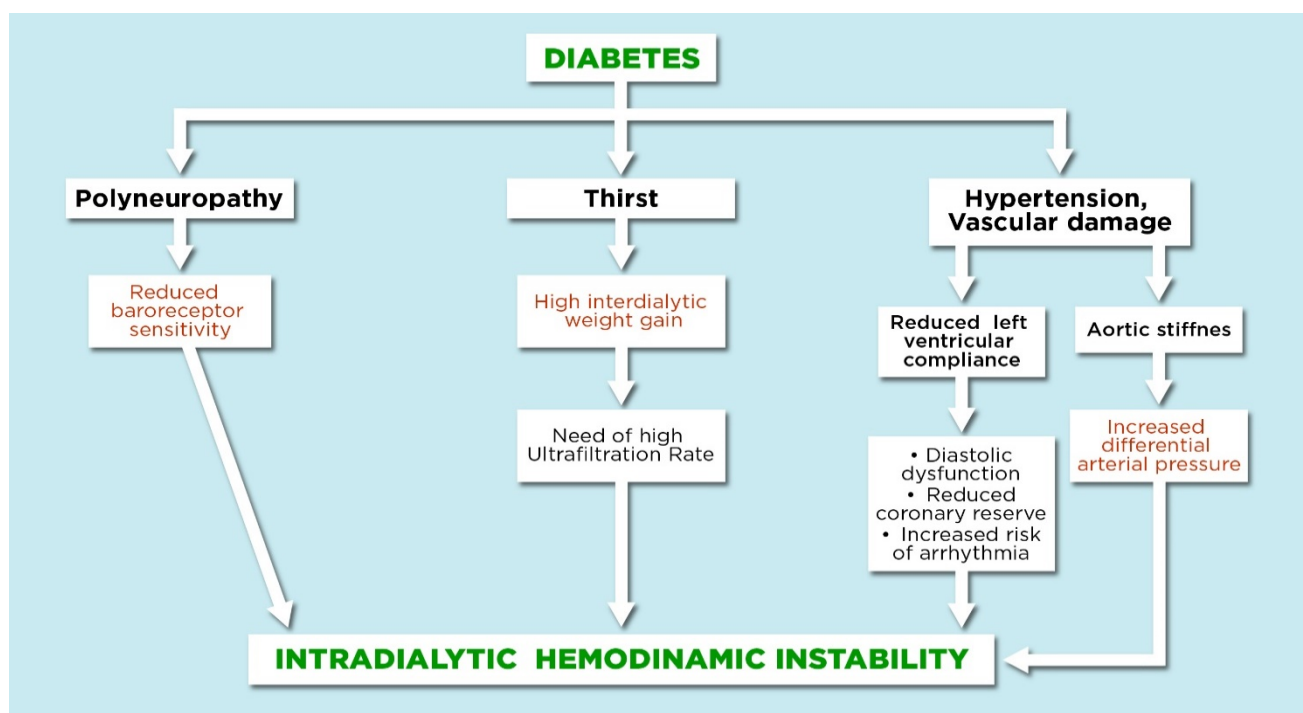 DIABETES
Polyneuropathy
Reduced
baroreceptor
sensitivity
Thirst
High interdialytic
weight gain
Need of high
Ultrafiltration Rate
Hypertension,
Vascular damage
Reduced left
ventricular
compliance
• Diastolic
dysfunction
• Reduced
coronary reserve
• Increased risk
of arrhythmia
Aortic stiffnes
Increased
differential
arterial pressure
INTRADIALYTIC HEMODINAMIC INSTABILITY